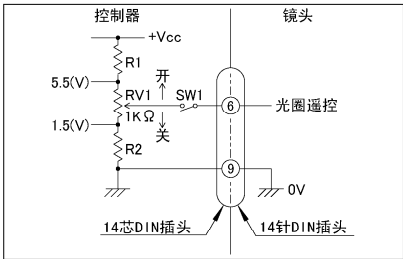 控制器
镜头
+Vcc
R1
5.5(V)
开
RV1
SW1
6
光圈遥控
1KΩ
1.5(V)
关
R2
9
0V
14芯DIN插头
14针DIN插头